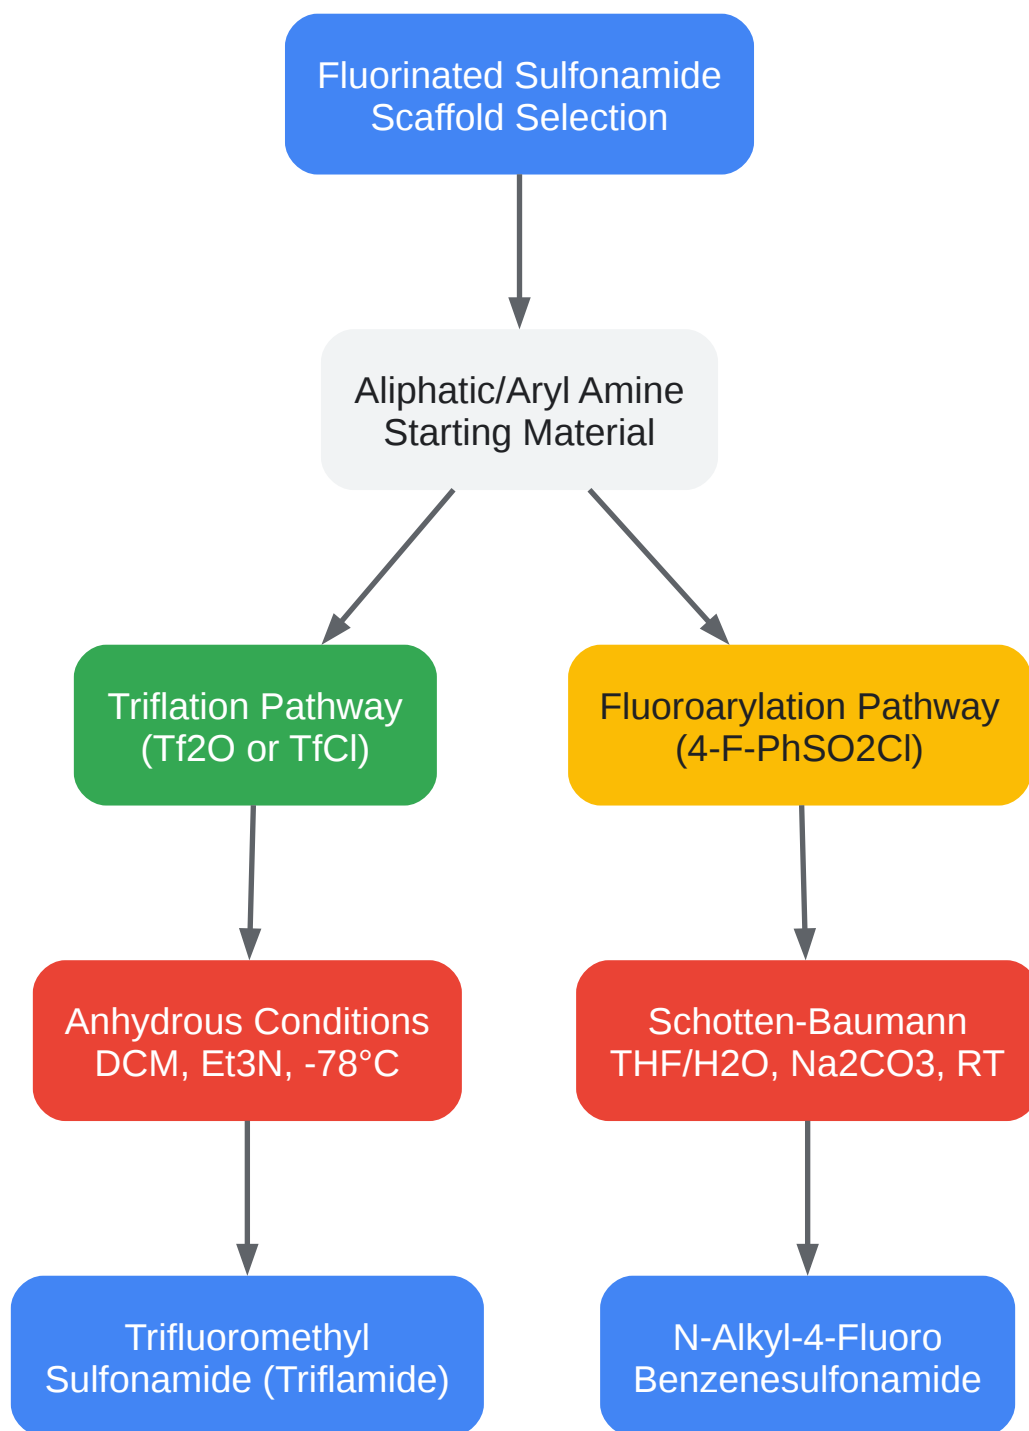 Fluorinated Sulfonamide
Scaffold Selection
Aliphatic/Aryl Amine
Starting Material
Triflation Pathway
(Tf2O or TfCl)
Fluoroarylation Pathway
(4-F-PhSO2Cl)
Anhydrous Conditions
DCM, Et3N, -78°C
Schotten-Baumann
THF/H2O, Na2CO3, RT
Trifluoromethyl
Sulfonamide (Triflamide)
N-Alkyl-4-Fluoro
Benzenesulfonamide